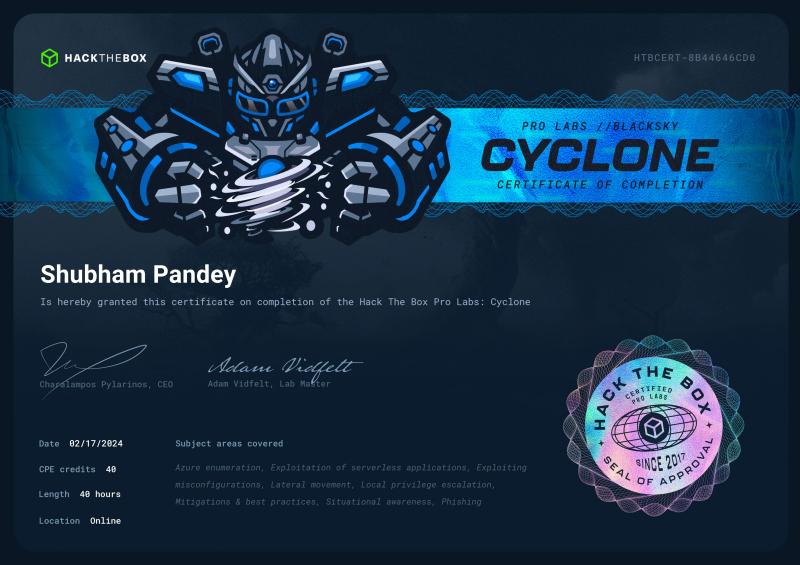 HACKTHEBOX
HTBCERT-8B44646CD0
PRO LABS //BLACKSKY
CYCLONE
CERTIFICATE OF COMPLETION
Shubham Pandey
Is hereby granted this certificate on completion of the Hack The Box Pro Labs: Cyclone
Adam Vidfelt
Charalampos Pylarinos, CEO
Adam Vidfelt, Lab Master
HACK THE BOX
CERTIFIED
PRO LABS
SINCE 2017
SEAL OF APPROVAL
Date 02/17/2024
Subject areas covered
CPE credits 40
Azure enumeration, Exploitation of serverless applications, Exploiting
misconfigurations, Lateral movement, Local privilege escalation,
Mitigations & best practices, Situational awareness, Phishing
Length 40 hours
Location Online